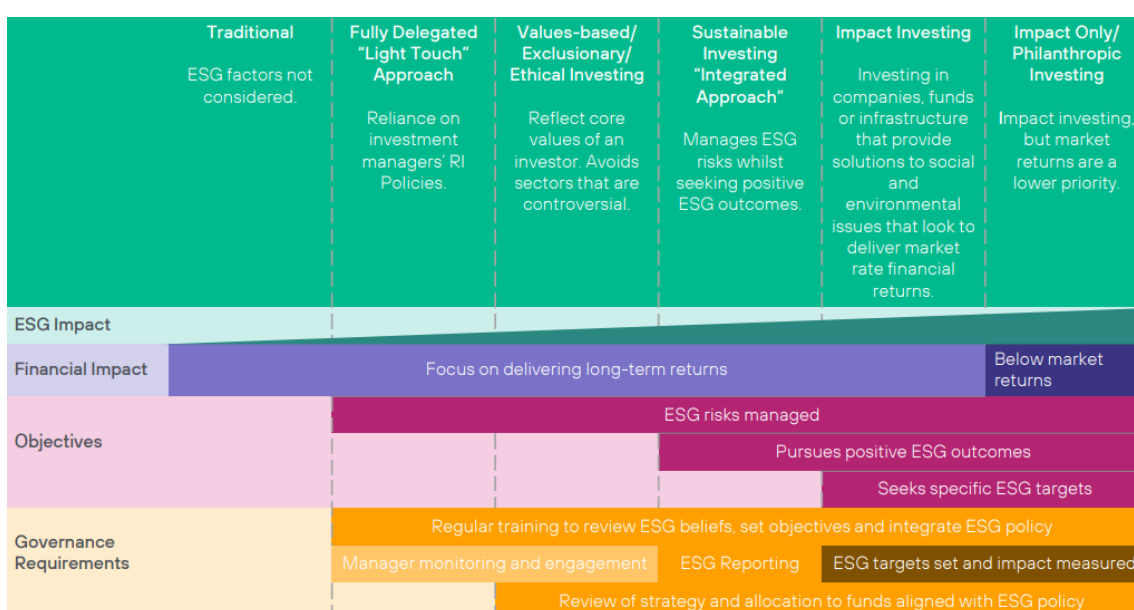 Traditional
ESG factors not
considered.
Fully Delegated
“Light Touch”
Approach
Reliance on
investment
managers’ RI
Policies.
Values-based/
Exclusionary/
Ethical Investing
Reflect core
values of an
investor. Avoids
sectors that are
controversial.
Sustainable
Investing
“Integrated
Approach”
Manages ESG
risks whilst
seeking positive
ESG outcomes.
Impact Investing
Investing in
companies, funds
or infrastructure
that provide
solutions to social
and
environmental
issues that look to
deliver market
rate financial
returns.
Impact Only/
Philanthropic
Investing
Impact investing,
but market
returns are a
lower priority.
ESG Impact
Financial Impact
Focus on delivering long-term returns
Below market
returns
Objectives
ESG risks managed
Pursues positive ESG outcomes
Seeks specific ESG targets
Governance
Requirements
Regular training to review ESG beliefs, set objectives and integrate ESG policy
Manager monitoring and engagement
ESG Reporting
ESG targets set and impact measured
Review of strategy and allocation to funds aligned with ESG policy